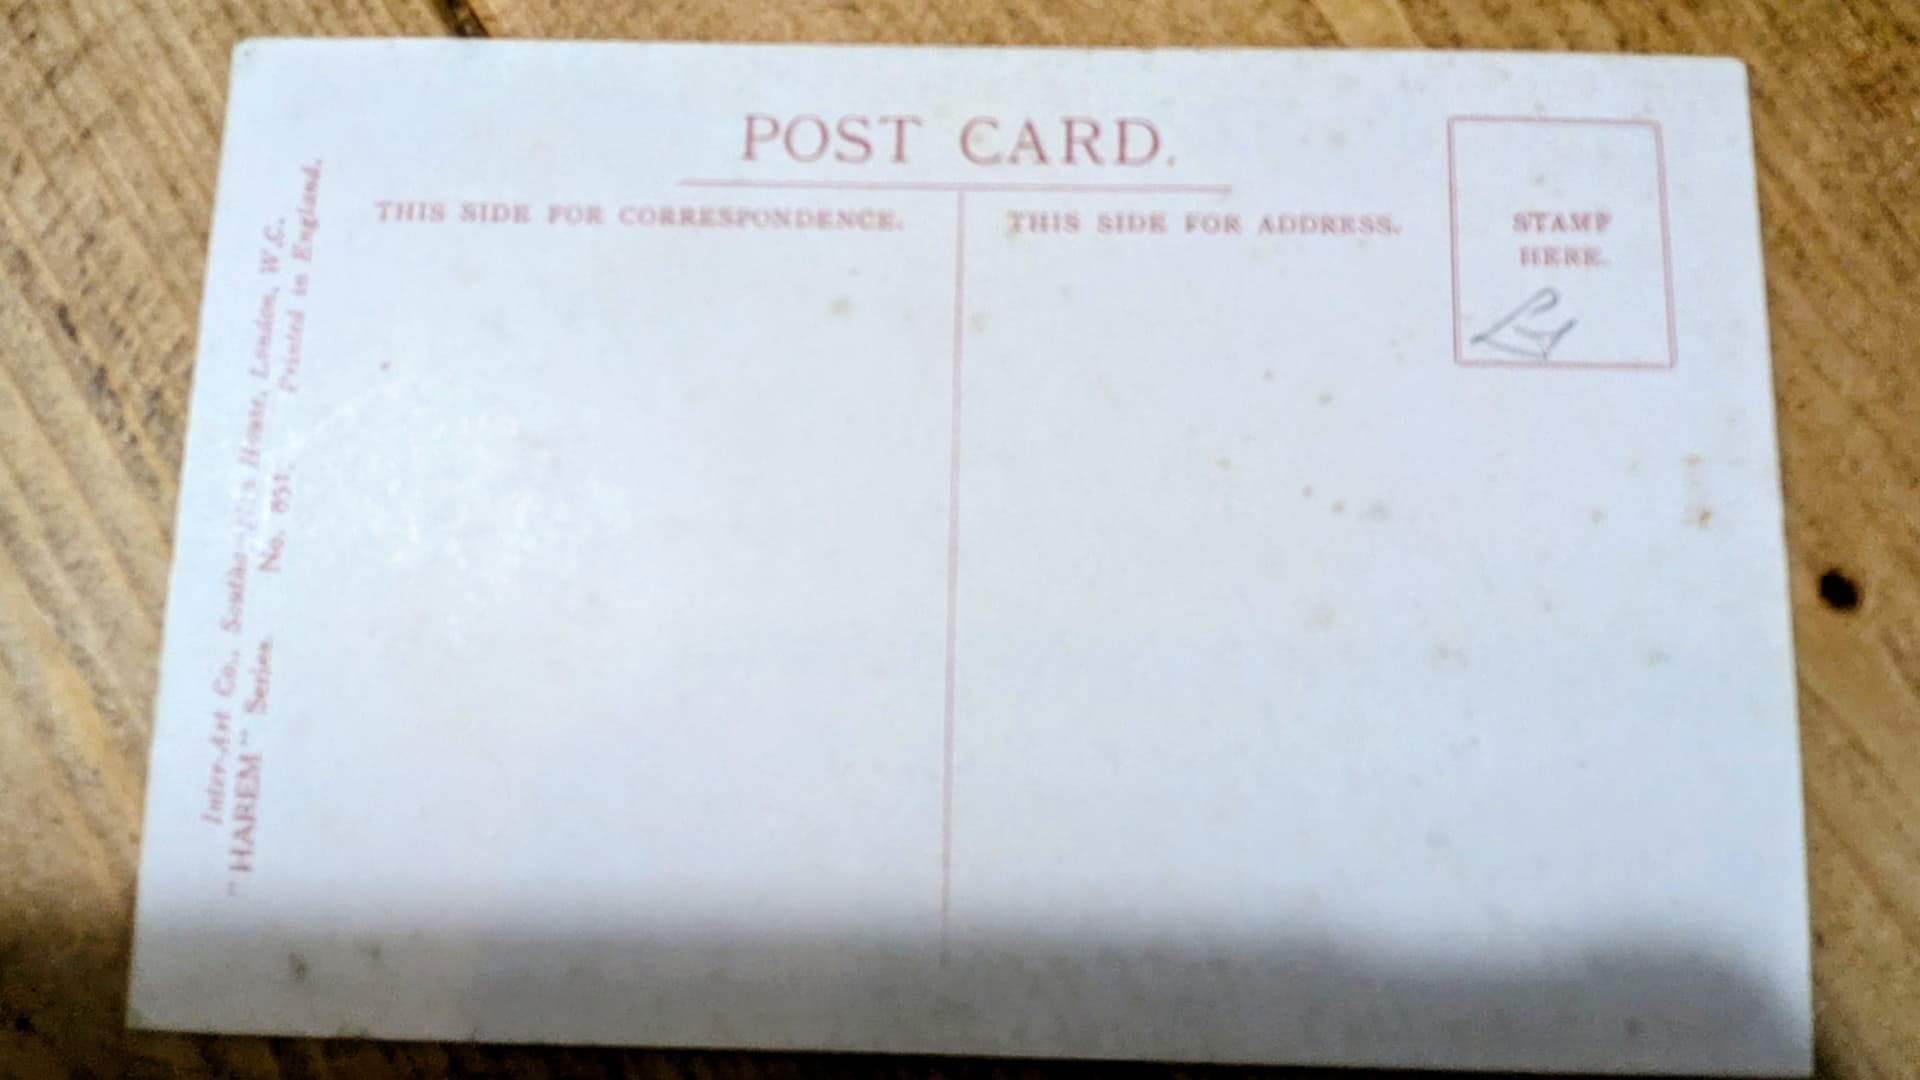 POST CARD.
THIS SIDE FOR CORRESPONDENCE.
THIS SIDE FOR ADDRESS.
STAMP
HERE.
Inter-Art Co., House, London, W.C.
"HAREM" Series. No. 851. Printed in England.